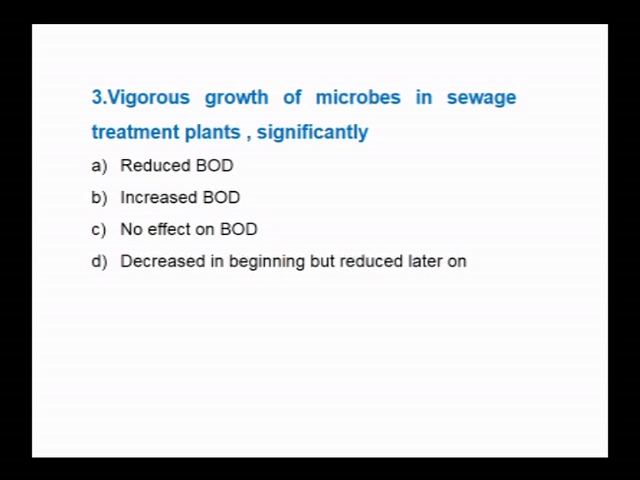 3.Vigorous growth of microbes in sewage
treatment plants , significantly
a) Reduced BOD
b) Increased BOD
c) No effect on BOD
d) Decreased in beginning but reduced later on